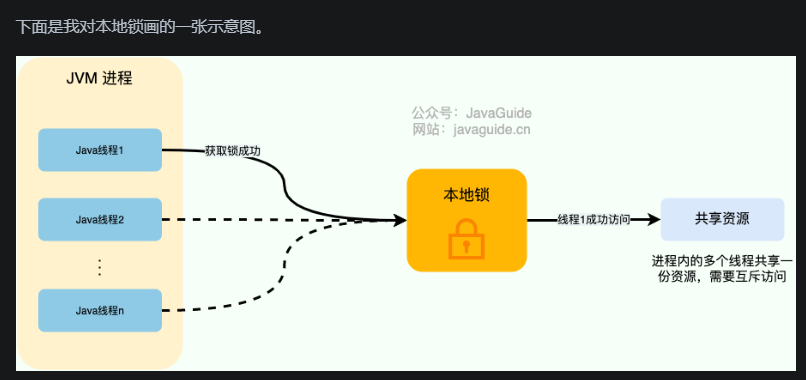 下面是我对本地锁画的一张示意图。
JVM 进程
公众号：JavaGuide
网站：javaguide.cn
Java线程1
获取锁成功
本地锁
Java线程2
线程1成功访问
共享资源
进程内的多个线程共享一
份资源，需要互斥访问
Java线程n